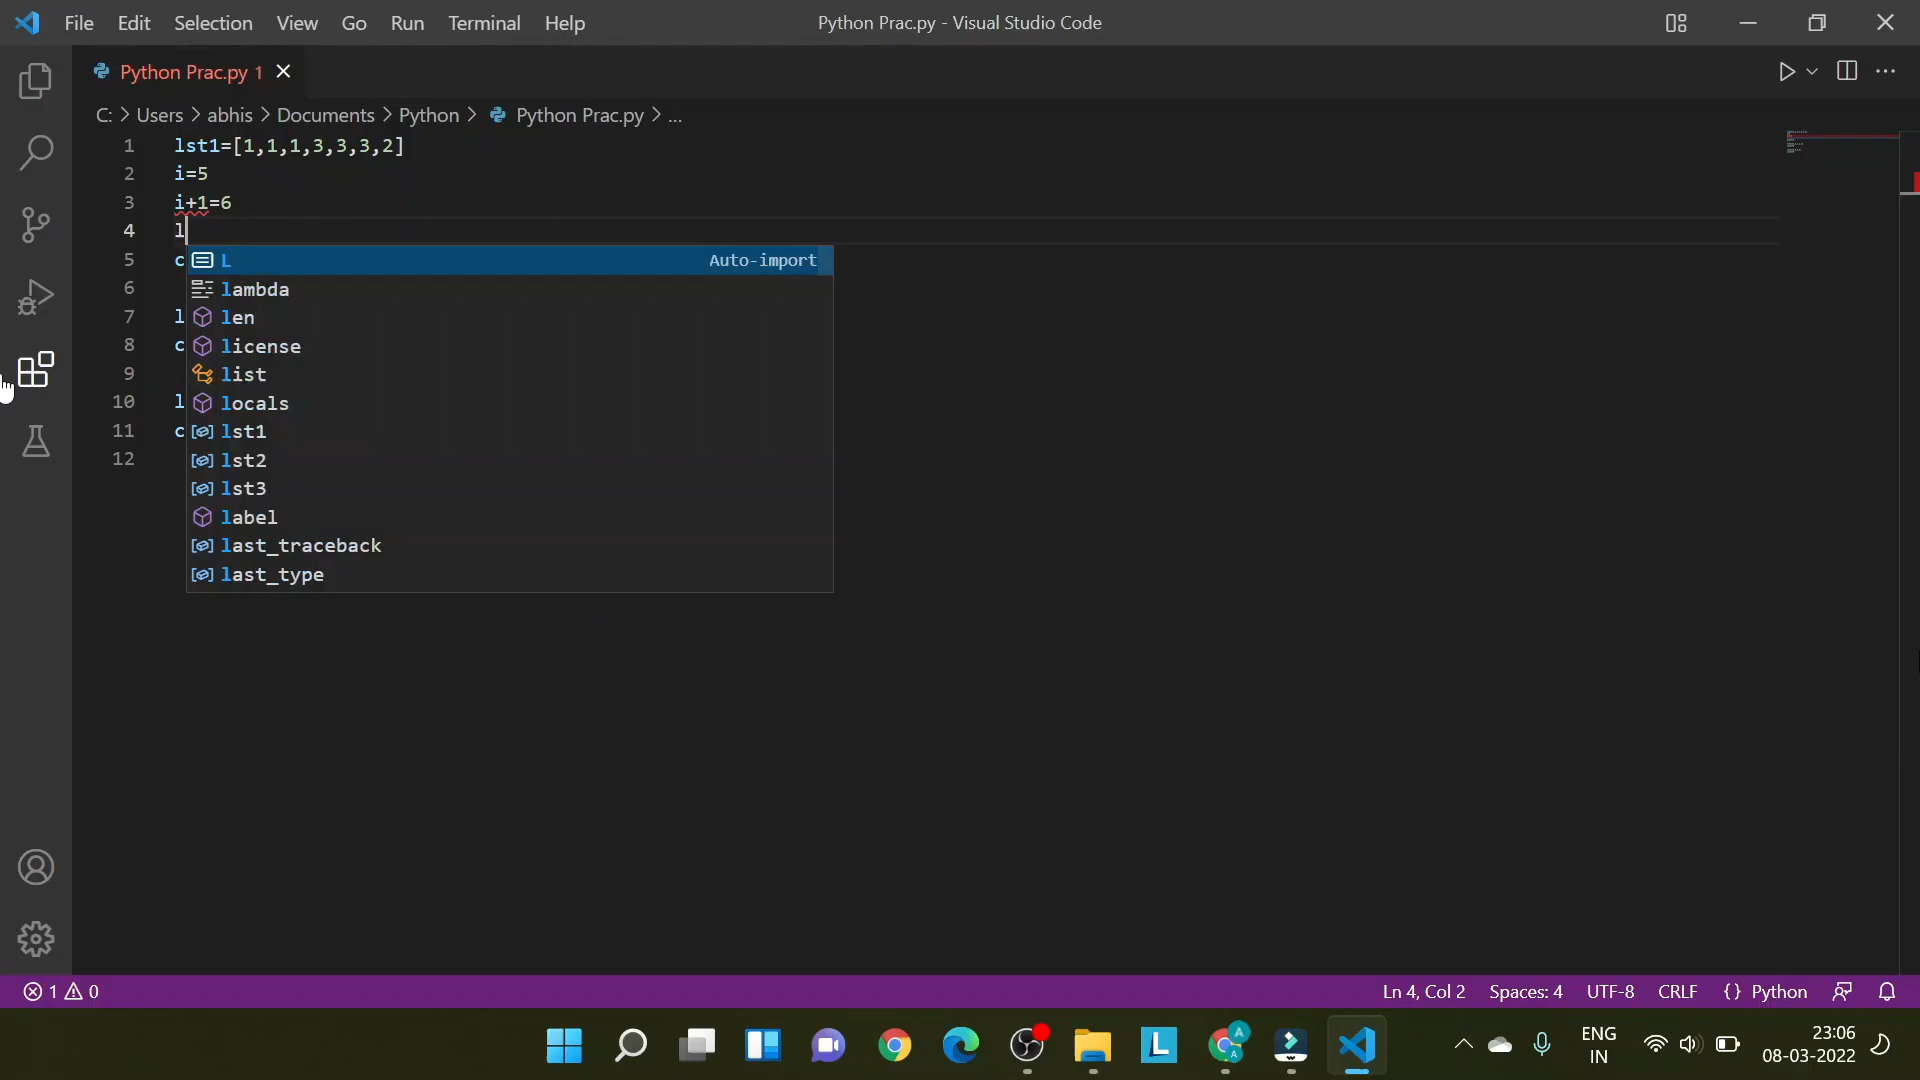 File Edit Selection View Go Run Terminal Help Python Prac.py - Visual Studio Code
Python Prac.py 1
C: > Users > abhis > Documents > Python > Python Prac.py > ...
1 lst1=[1,1,1,3,3,3,2]
2 i=5
3 i+1=6
4 l
5 c L Auto-import
6 lambda
7 l len
8 c license
9 list
10 l locals
11 c lst1
12 lst2
lst3
label
last_traceback
last_type
1 0 Ln 4, Col 2 Spaces: 4 UTF-8 CRLF {} Python
L A A ENG 23:06
IN 08-03-2022